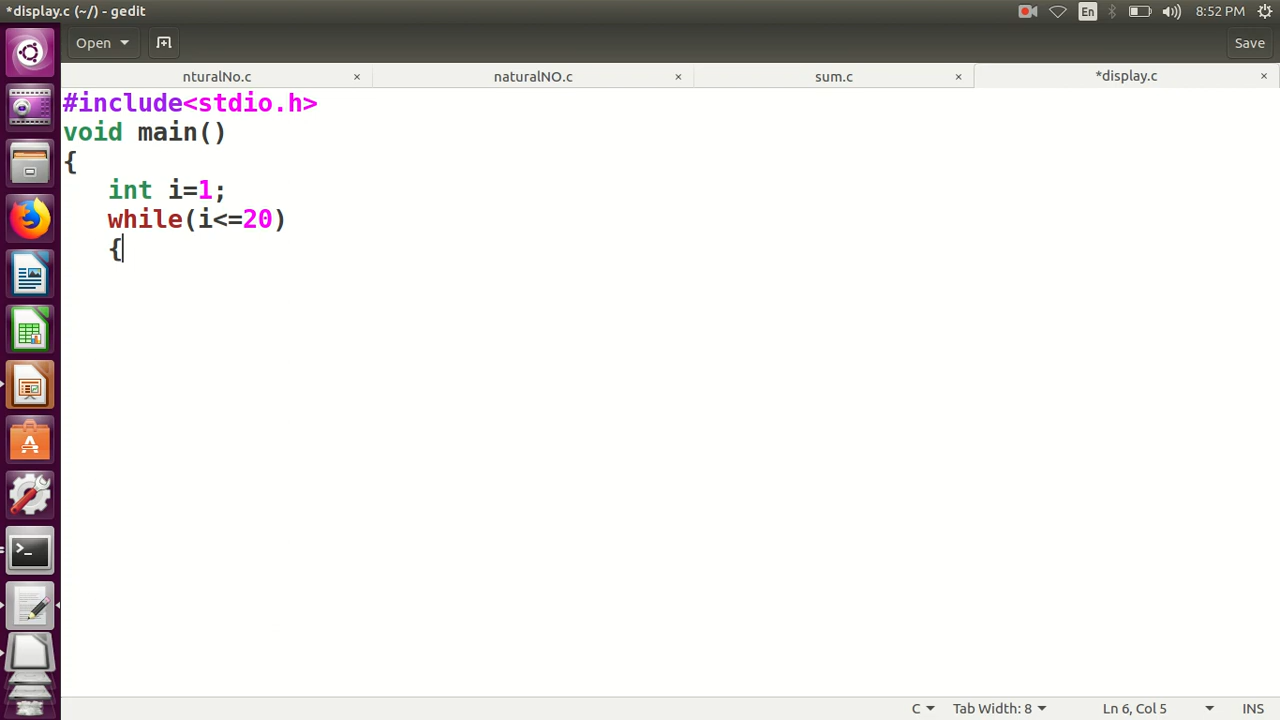 *display.c (~/) - gedit
En
8:52 PM
Open
Save
nturalNo.c × naturalNO.c × sum.c × *display.c ×
#include<stdio.h>
void main()
{
int i=1;
while(i<=20)
{
C Tab Width: 8 Ln 6, Col 5 INS